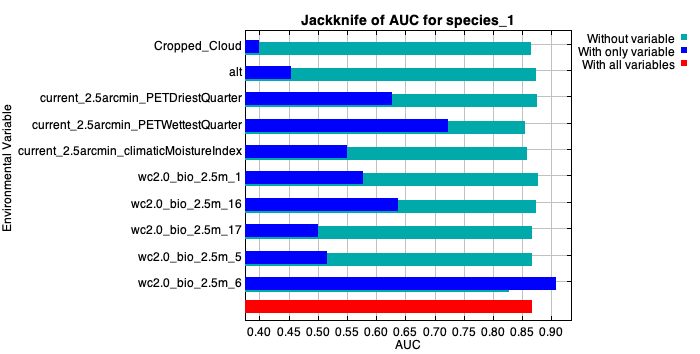 Jackknife of AUC for species_1
Without variable
With only variable
With all variables
Environmental Variable
Cropped_Cloud
alt
current_2.5arcmin_PETDriestQuarter
current_2.5arcmin_PETWettestQuarter
current_2.5arcmin_climaticMoistureIndex
wc2.0_bio_2.5m_1
wc2.0_bio_2.5m_16
wc2.0_bio_2.5m_17
wc2.0_bio_2.5m_5
wc2.0_bio_2.5m_6
0.40 0.45 0.50 0.55 0.60 0.65 0.70 0.75 0.80 0.85 0.90
AUC